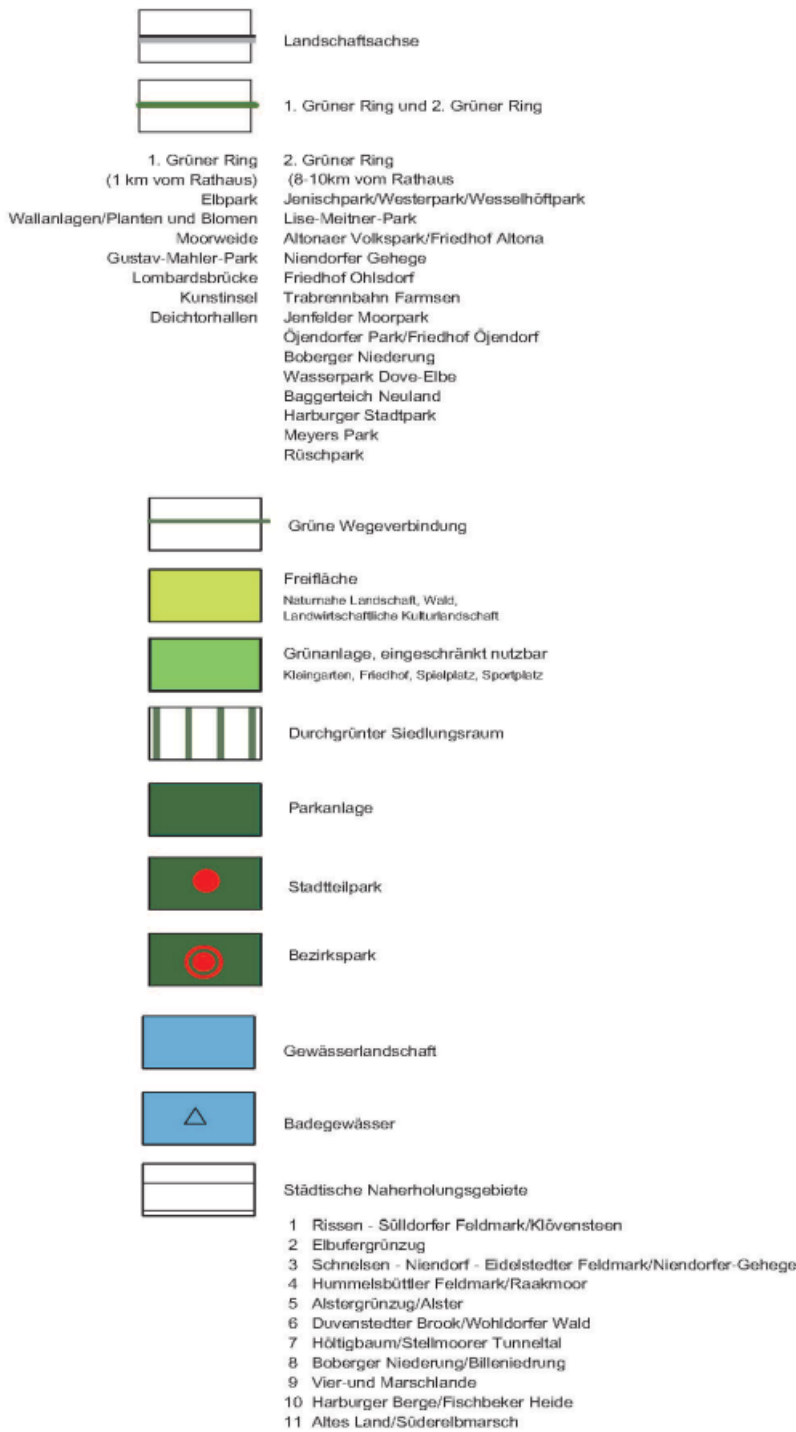 Landschaftsachse
1. Grüner Ring und 2. Grüner Ring
1. Grüner Ring
(1 km vom Rathaus)
Elbpark
Wallanlagen/Planten und Blomen
Moorweide
Gustav-Mahler-Park
Lombardsbrücke
Kunstinsel
Deichtorhallen
2. Grüner Ring
(8-10km vom Rathaus
Jenischpark/Westerpark/Wesselhöftpark
Lise-Meitner-Park
Altonaer Volkspark/Friedhof Altona
Niendorfer Gehege
Friedhof Ohlsdorf
Trabrennbahn Farmsen
Jenfelder Moorpark
Öjendorfer Park/Friedhof Öjendorf
Boberger Niederung
Wasserpark Dove-Elbe
Baggerteich Neuland
Harburger Stadtpark
Meyers Park
Rüschpark
Grüne Wegeverbindung
Freifläche
Naturnahe Landschaft, Wald,
Landwirtschaftliche Kulturlandschaft
Grünanlage, eingeschränkt nutzbar
Kleingarten, Friedhof, Spielplatz, Sportplatz
Durchgrünter Siedlungsraum
Parkanlage
Stadtteilpark
Bezirkspark
Gewässerlandschaft
Badegewässer
Städtische Naherholungsgebiete
1 Rissen - Sülldorfer Feldmark/Klövensteen
2 Elbufergrünzug
3 Schnelsen - Niendorf - Eidelstedter Feldmark/Niendorfer-Gehege
4 Hummelsbüttler Feldmark/Raakmoor
5 Alstergrünzug/Alster
6 Duvenstedter Brook/Wohldorfer Wald
7 Höltigbaum/Stellmoorer Tunneltal
8 Boberger Niederung/Billeniedrung
9 Vier-und Marschlande
10 Harburger Berge/Fischbeker Heide
11 Altes Land/Süderelbmarsch